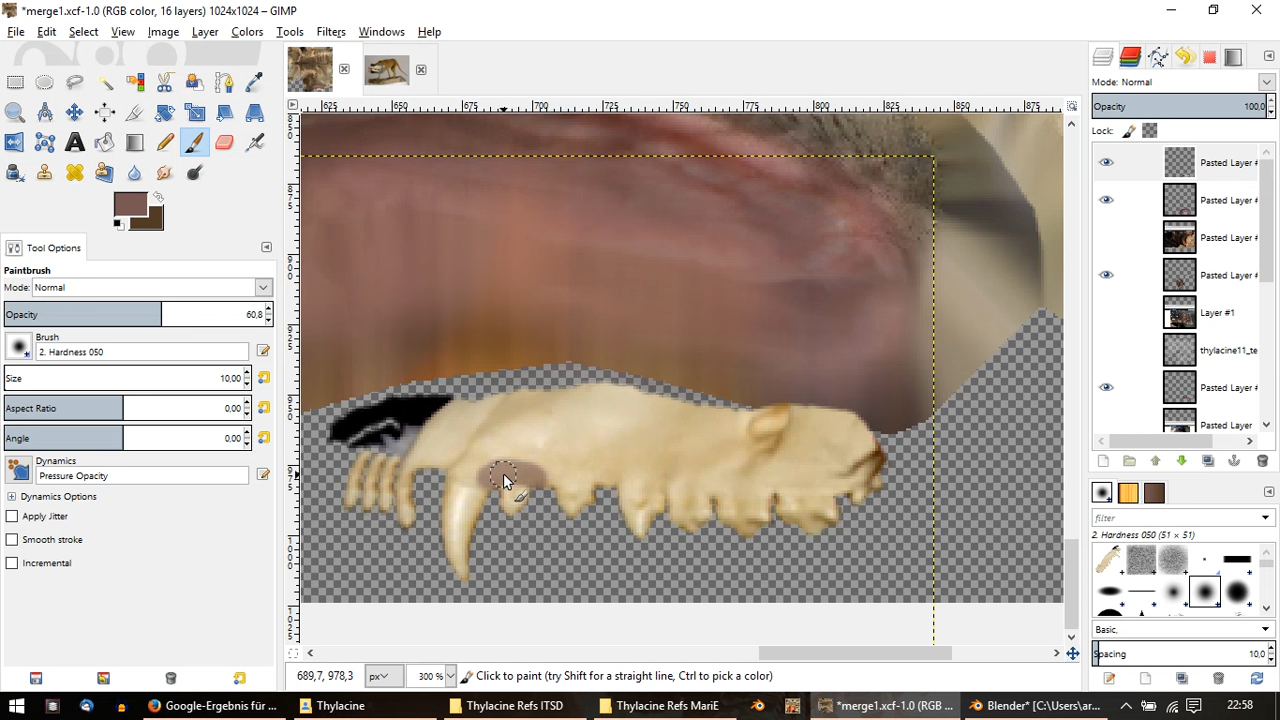 *merge1.xcf-1.0 (RGB color, 16 layers) 1024x1024 – GIMP
File Edit Select View Image Layer Colors Tools Filters Windows Help
Mode: Normal
Opacity 100,0
Lock:
625 650 675 700 725 750 775 800 825 850 875
Pasted Layer #
Pasted Layer #
Pasted Layer #
Pasted Layer #
Layer #1
thylacine11_te
Pasted Layer #
Pasted Layer
Tool Options
Paintbrush
Mode: Normal
Opacity 60,8
Brush
2. Hardness 050
Size 10,00
Aspect Ratio 0,00
Angle 0,00
Dynamics
Pressure Opacity
Dynamics Options
Apply Jitter
Smooth stroke
Incremental
filter
2. Hardness 050 (51 × 51)
Basic,
Spacing 10,0
689,7, 978,3 px 300 % Click to paint (try Shift for a straight line, Ctrl to pick a color)
Google-Ergebnis für ... Thylacine Thylacine Refs ITSD Thylacine Refs MariE *merge1.xcf-1.0 (RG... Blender* [C:\Users\ar... 22:58